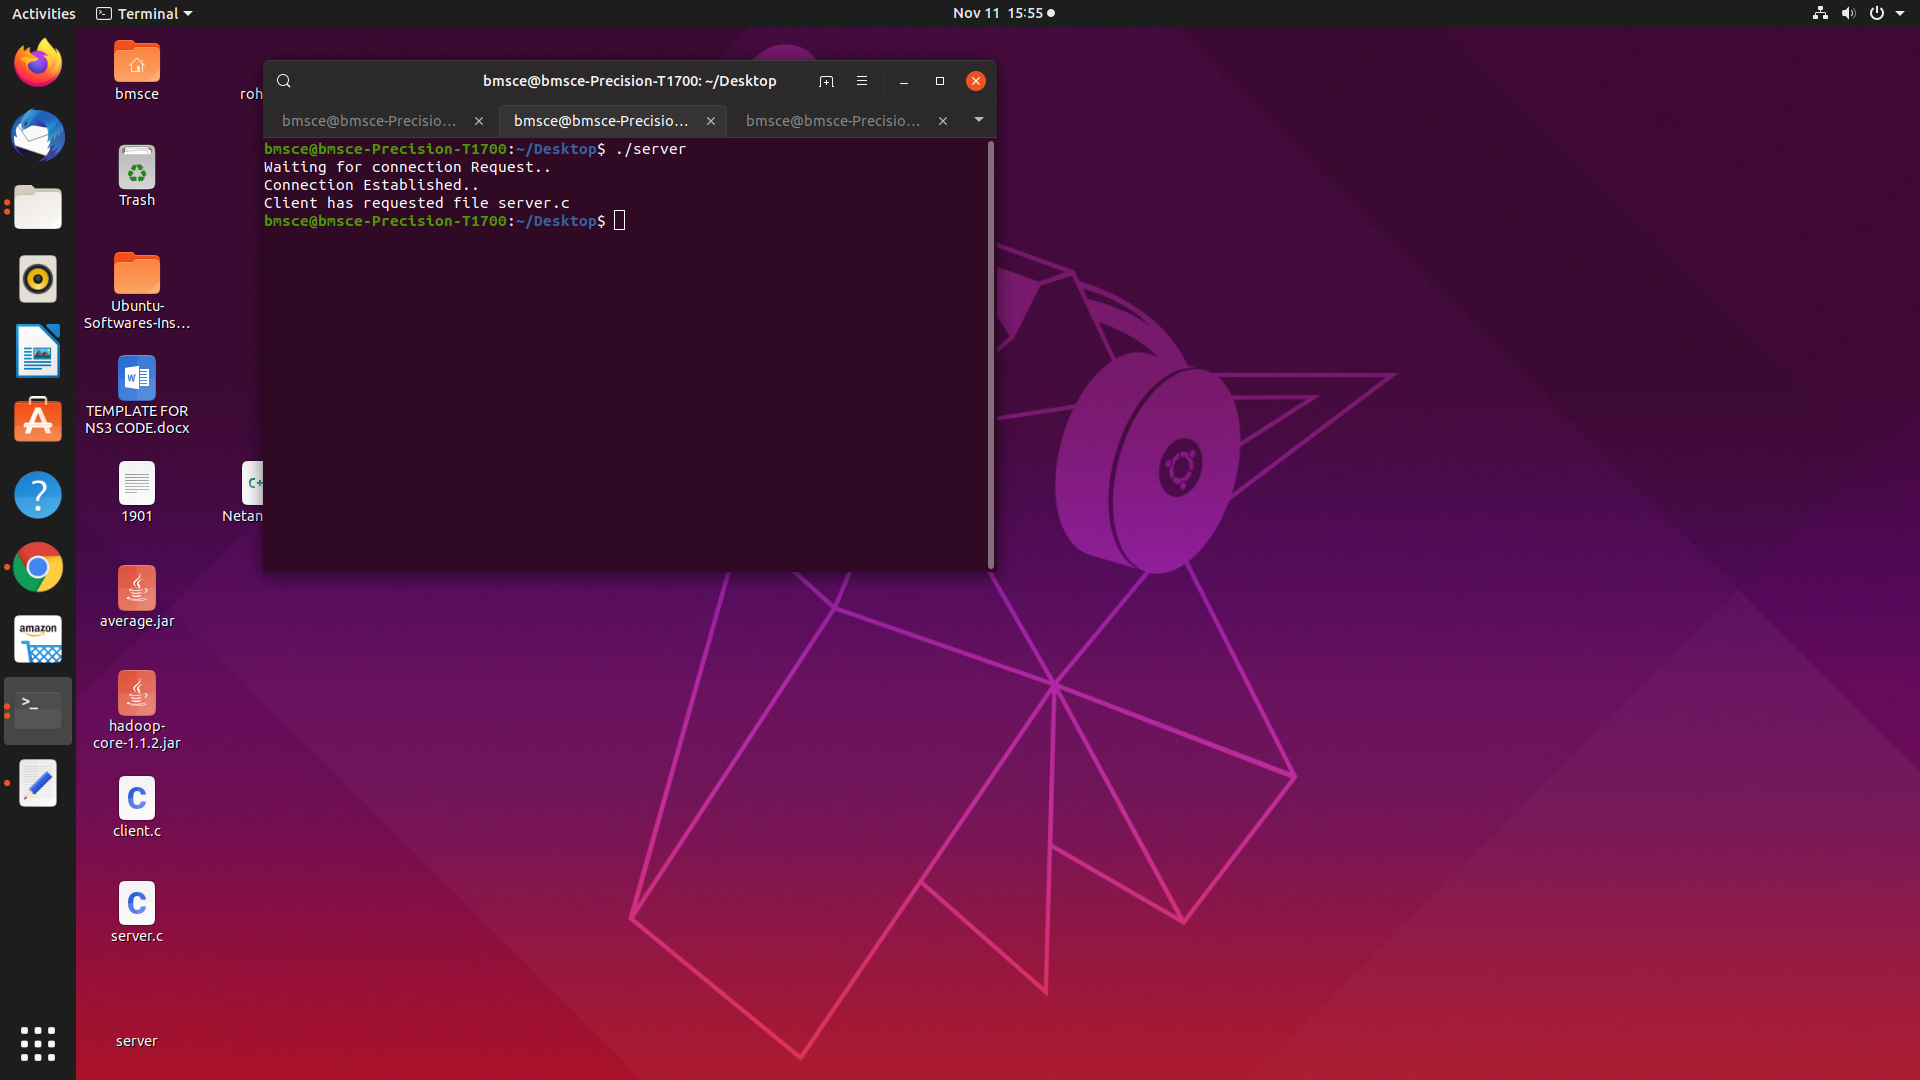 Activities
Terminal
Nov 11 15:55
bmsce
roh
Trash
Ubuntu-
Softwares-Ins...
W
TEMPLATE FOR
NS3 CODE.docx
1901
C+
Netan
average.jar
hadoop-
core-1.1.2.jar
C
client.c
C
server.c
server
?
amazon
>_
bmsce@bmsce-Precision-T1700: ~/Desktop
bmsce@bmsce-Precisio...
bmsce@bmsce-Precisio...
bmsce@bmsce-Precisio...
bmsce@bmsce-Precision-T1700:~/Desktop$ ./server
Waiting for connection Request..
Connection Established..
Client has requested file server.c
bmsce@bmsce-Precision-T1700:~/Desktop$